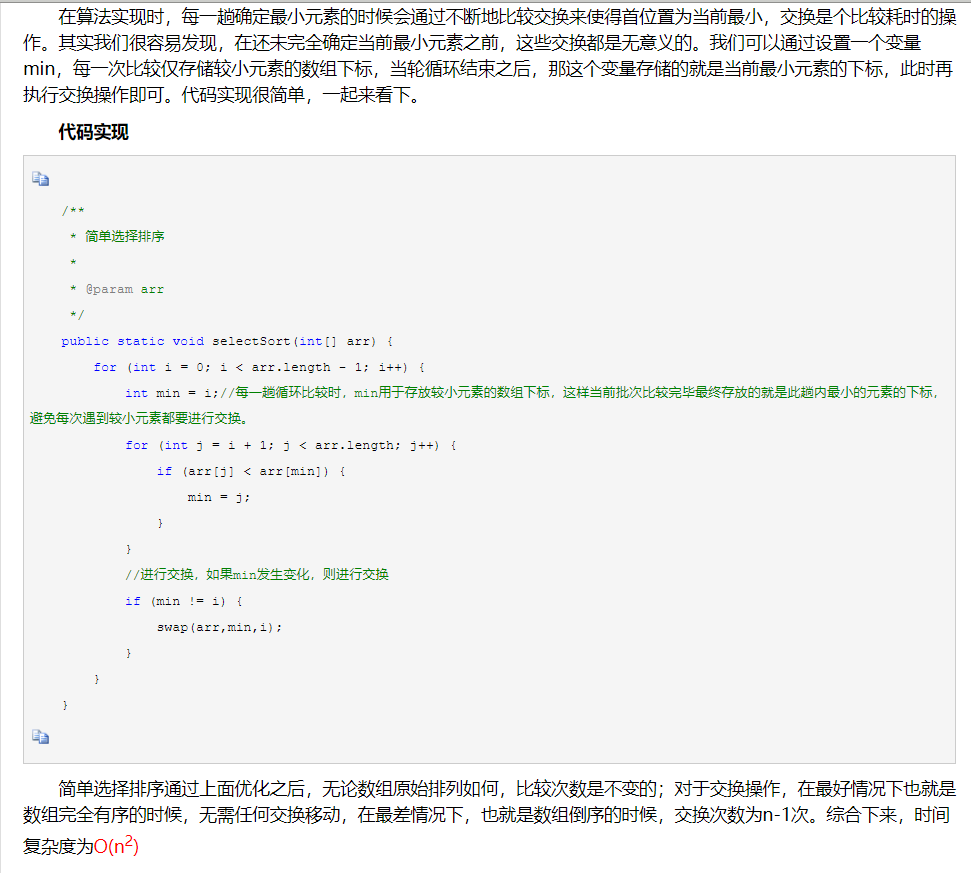 在算法实现时，每一趟确定最小元素的时候会通过不断地比较交换来使得首位置为当前最小，交换是个比较耗时的操
作。其实我们很容易发现，在还未完全确定当前最小元素之前，这些交换都是无意义的。我们可以通过设置一个变量
min，每一次比较仅存储较小元素的数组下标，当轮循环结束之后，那这个变量存储的就是当前最小元素的下标，此时再
执行交换操作即可。代码实现很简单，一起来看下。
代码实现
/**
 * 简单选择排序
 *
 * @param arr
 */
public static void selectSort(int[] arr) {
    for (int i = 0; i < arr.length - 1; i++) {
        int min = i;//每一趟循环比较时，min用于存放较小元素的数组下标，这样当前批次比较完毕最终存放的就是此趟内最小的元素的下标，
避免每次遇到较小元素都要进行交换。
        for (int j = i + 1; j < arr.length; j++) {
            if (arr[j] < arr[min]) {
                min = j;
            }
        }
        //进行交换，如果min发生变化，则进行交换
        if (min != i) {
            swap(arr,min,i);
        }
    }
}
简单选择排序通过上面优化之后，无论数组原始排列如何，比较次数是不变的；对于交换操作，在最好情况下也就是
数组完全有序的时候，无需任何交换移动，在最差情况下，也就是数组倒序的时候，交换次数为n-1次。综合下来，时间
复杂度为O(n²)